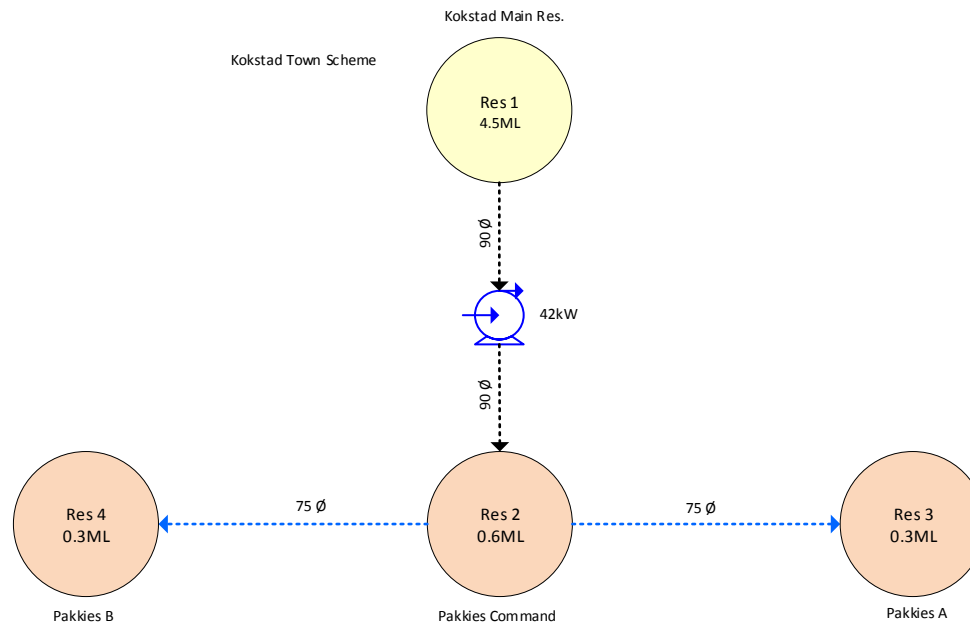 Kokstad Main Res.
Kokstad Town Scheme
Res 1
4.5ML
90 Ø
42kW
90 Ø
Res 4
0.3ML
75 Ø
Res 2
0.6ML
75 Ø
Res 3
0.3ML
Pakkies B
Pakkies Command
Pakkies A